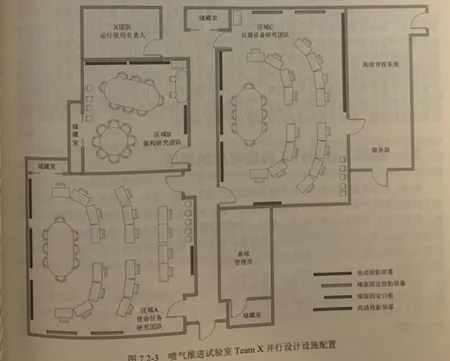 X团队
运行使用负责人
储藏室
区域C
仪器设备研究团队
高清背投系统
服务器
储藏室
区域B
架构研究团队
储藏室
区域A
使命任务
研究团队
系统
管理层
储藏室
电动投影屏幕
墙面固定投影屏幕
墙面固定白板
高清投影屏幕
图 7.2-3 喷气推进试验室 Team X 并行设计设施配置